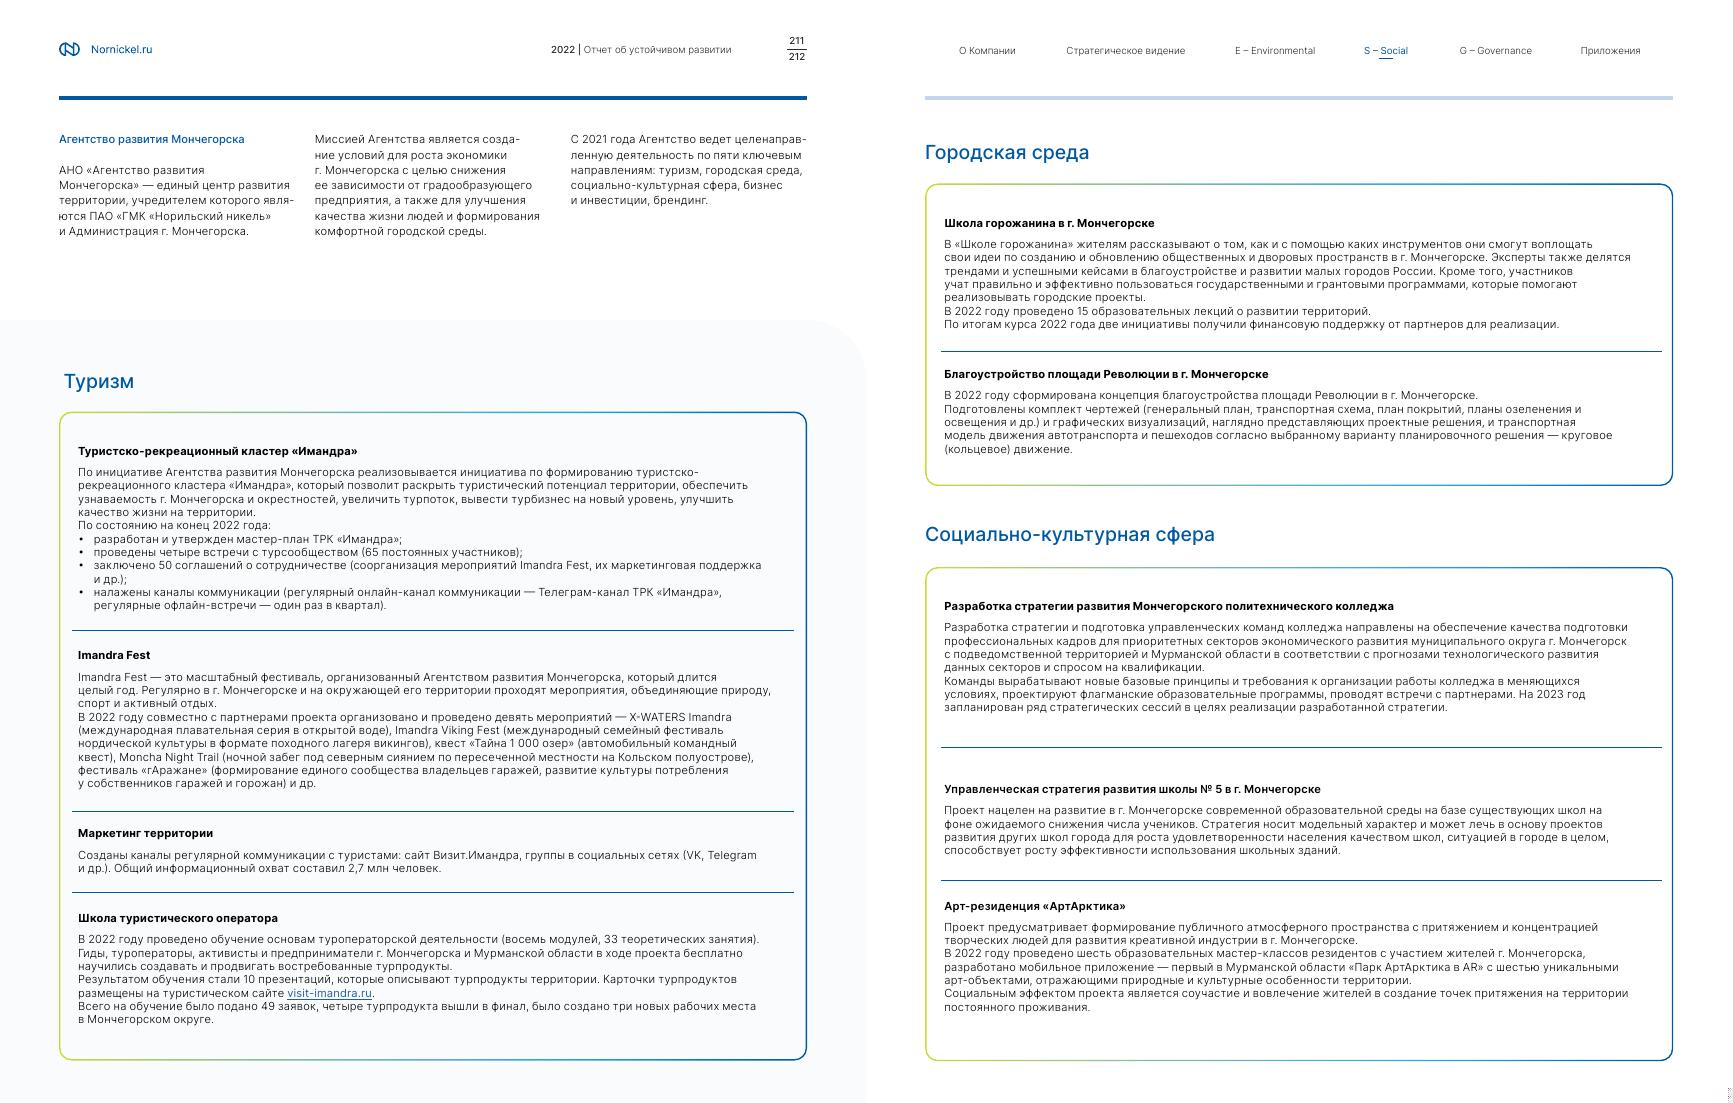 Nornickel.ru
2022 | Отчет об устойчивом развитии
211
212
О Компании
Стратегическое видение
E – Environmental
S – Social
G – Governance
Приложения
Агентство развития Мончегорска
АНО «Агентство развития
Мончегорска» — единый центр развития
территории, учредителем которого явля-
ются ПАО «ГМК «Норильский никель»
и Администрация г. Мончегорска.
Миссией Агентства является созда-
ние условий для роста экономики
г. Мончегорска с целью снижения
ее зависимости от градообразующего
предприятия, а также для улучшения
качества жизни людей и формирования
комфортной городской среды.
С 2021 года Агентство ведет целенаправ-
ленную деятельность по пяти ключевым
направлениям: туризм, городская среда,
социально-культурная сфера, бизнес
и инвестиции, брендинг.
Туризм
Туристско-рекреационный кластер «Имандра»
По инициативе Агентства развития Мончегорска реализовывается инициатива по формированию туристско-
рекреационного кластера «Имандра», который позволит раскрыть туристический потенциал территории, обеспечить
узнаваемость г. Мончегорска и окрестностей, увеличить турпоток, вывести турбизнес на новый уровень, улучшить
качество жизни на территории.
По состоянию на конец 2022 года:
• разработан и утвержден мастер-план ТРК «Имандра»;
• проведены четыре встречи с турсообществом (65 постоянных участников);
• заключено 50 соглашений о сотрудничестве (соорганизация мероприятий Imandra Fest, их маркетинговая поддержка
и др.);
• налажены каналы коммуникации (регулярный онлайн-канал коммуникации — Телеграм-канал ТРК «Имандра»,
регулярные офлайн-встречи — один раз в квартал).
Imandra Fest
Imandra Fest — это масштабный фестиваль, организованный Агентством развития Мончегорска, который длится
целый год. Регулярно в г. Мончегорске и на окружающей его территории проходят мероприятия, объединяющие природу,
спорт и активный отдых.
В 2022 году совместно с партнерами проекта организовано и проведено девять мероприятий — X-WATERS Imandra
(международная плавательная серия в открытой воде), Imandra Viking Fest (международный семейный фестиваль
нордической культуры в формате походного лагеря викингов), квест «Тайна 1 000 озер» (автомобильный командный
квест), Moncha Night Trail (ночной забег под северным сиянием по пересеченной местности на Кольском полуострове),
фестиваль «гАражане» (формирование единого сообщества владельцев гаражей, развитие культуры потребления
у собственников гаражей и горожан) и др.
Маркетинг территории
Созданы каналы регулярной коммуникации с туристами: сайт Визит.Имандра, группы в социальных сетях (VK, Telegram
и др.). Общий информационный охват составил 2,7 млн человек.
Школа туристического оператора
В 2022 году проведено обучение основам туроператорской деятельности (восемь модулей, 33 теоретических занятия).
Гиды, туроператоры, активисты и предприниматели г. Мончегорска и Мурманской области в ходе проекта бесплатно
научились создавать и продвигать востребованные турпродукты.
Результатом обучения стали 10 презентаций, которые описывают турпродукты территории. Карточки турпродуктов
размещены на туристическом сайте visit-imandra.ru.
Всего на обучение было подано 49 заявок, четыре турпродукта вышли в финал, было создано три новых рабочих места
в Мончегорском округе.
Городская среда
Школа горожанина в г. Мончегорске
В «Школе горожанина» жителям рассказывают о том, как и с помощью каких инструментов они смогут воплощать
свои идеи по созданию и обновлению общественных и дворовых пространств в г. Мончегорске. Эксперты также делятся
трендами и успешными кейсами в благоустройстве и развитии малых городов России. Кроме того, участников
учат правильно и эффективно пользоваться государственными и грантовыми программами, которые помогают
реализовывать городские проекты.
В 2022 году проведено 15 образовательных лекций о развитии территорий.
По итогам курса 2022 года две инициативы получили финансовую поддержку от партнеров для реализации.
Благоустройство площади Революции в г. Мончегорске
В 2022 году сформирована концепция благоустройства площади Революции в г. Мончегорске.
Подготовлены комплект чертежей (генеральный план, транспортная схема, план покрытий, планы озеленения и
освещения и др.) и графических визуализаций, наглядно представляющих проектные решения, и транспортная
модель движения автотранспорта и пешеходов согласно выбранному варианту планировочного решения — круговое
(кольцевое) движение.
Социально-культурная сфера
Разработка стратегии развития Мончегорского политехнического колледжа
Разработка стратегии и подготовка управленческих команд колледжа направлены на обеспечение качества подготовки
профессиональных кадров для приоритетных секторов экономического развития муниципального округа г. Мончегорск
с подведомственной территорией и Мурманской области в соответствии с прогнозами технологического развития
данных секторов и спросом на квалификации.
Команды вырабатывают новые базовые принципы и требования к организации работы колледжа в меняющихся
условиях, проектируют флагманские образовательные программы, проводят встречи с партнерами. На 2023 год
запланирован ряд стратегических сессий в целях реализации разработанной стратегии.
Управленческая стратегия развития школы № 5 в г. Мончегорске
Проект нацелен на развитие в г. Мончегорске современной образовательной среды на базе существующих школ на
фоне ожидаемого снижения числа учеников. Стратегия носит модельный характер и может лечь в основу проектов
развития других школ города для роста удовлетворенности населения качеством школ, ситуацией в городе в целом,
способствует росту эффективности использования школьных зданий.
Арт-резиденция «АртАрктика»
Проект предусматривает формирование публичного атмосферного пространства с притяжением и концентрацией
творческих людей для развития креативной индустрии в г. Мончегорске.
В 2022 году проведено шесть образовательных мастер-классов резидентов с участием жителей г. Мончегорска,
разработано мобильное приложение — первый в Мурманской области «Парк АртАрктика в AR» с шестью уникальными
арт-объектами, отражающими природные и культурные особенности территории.
Социальным эффектом проекта является соучастие и вовлечение жителей в создание точек притяжения на территории
постоянного проживания.